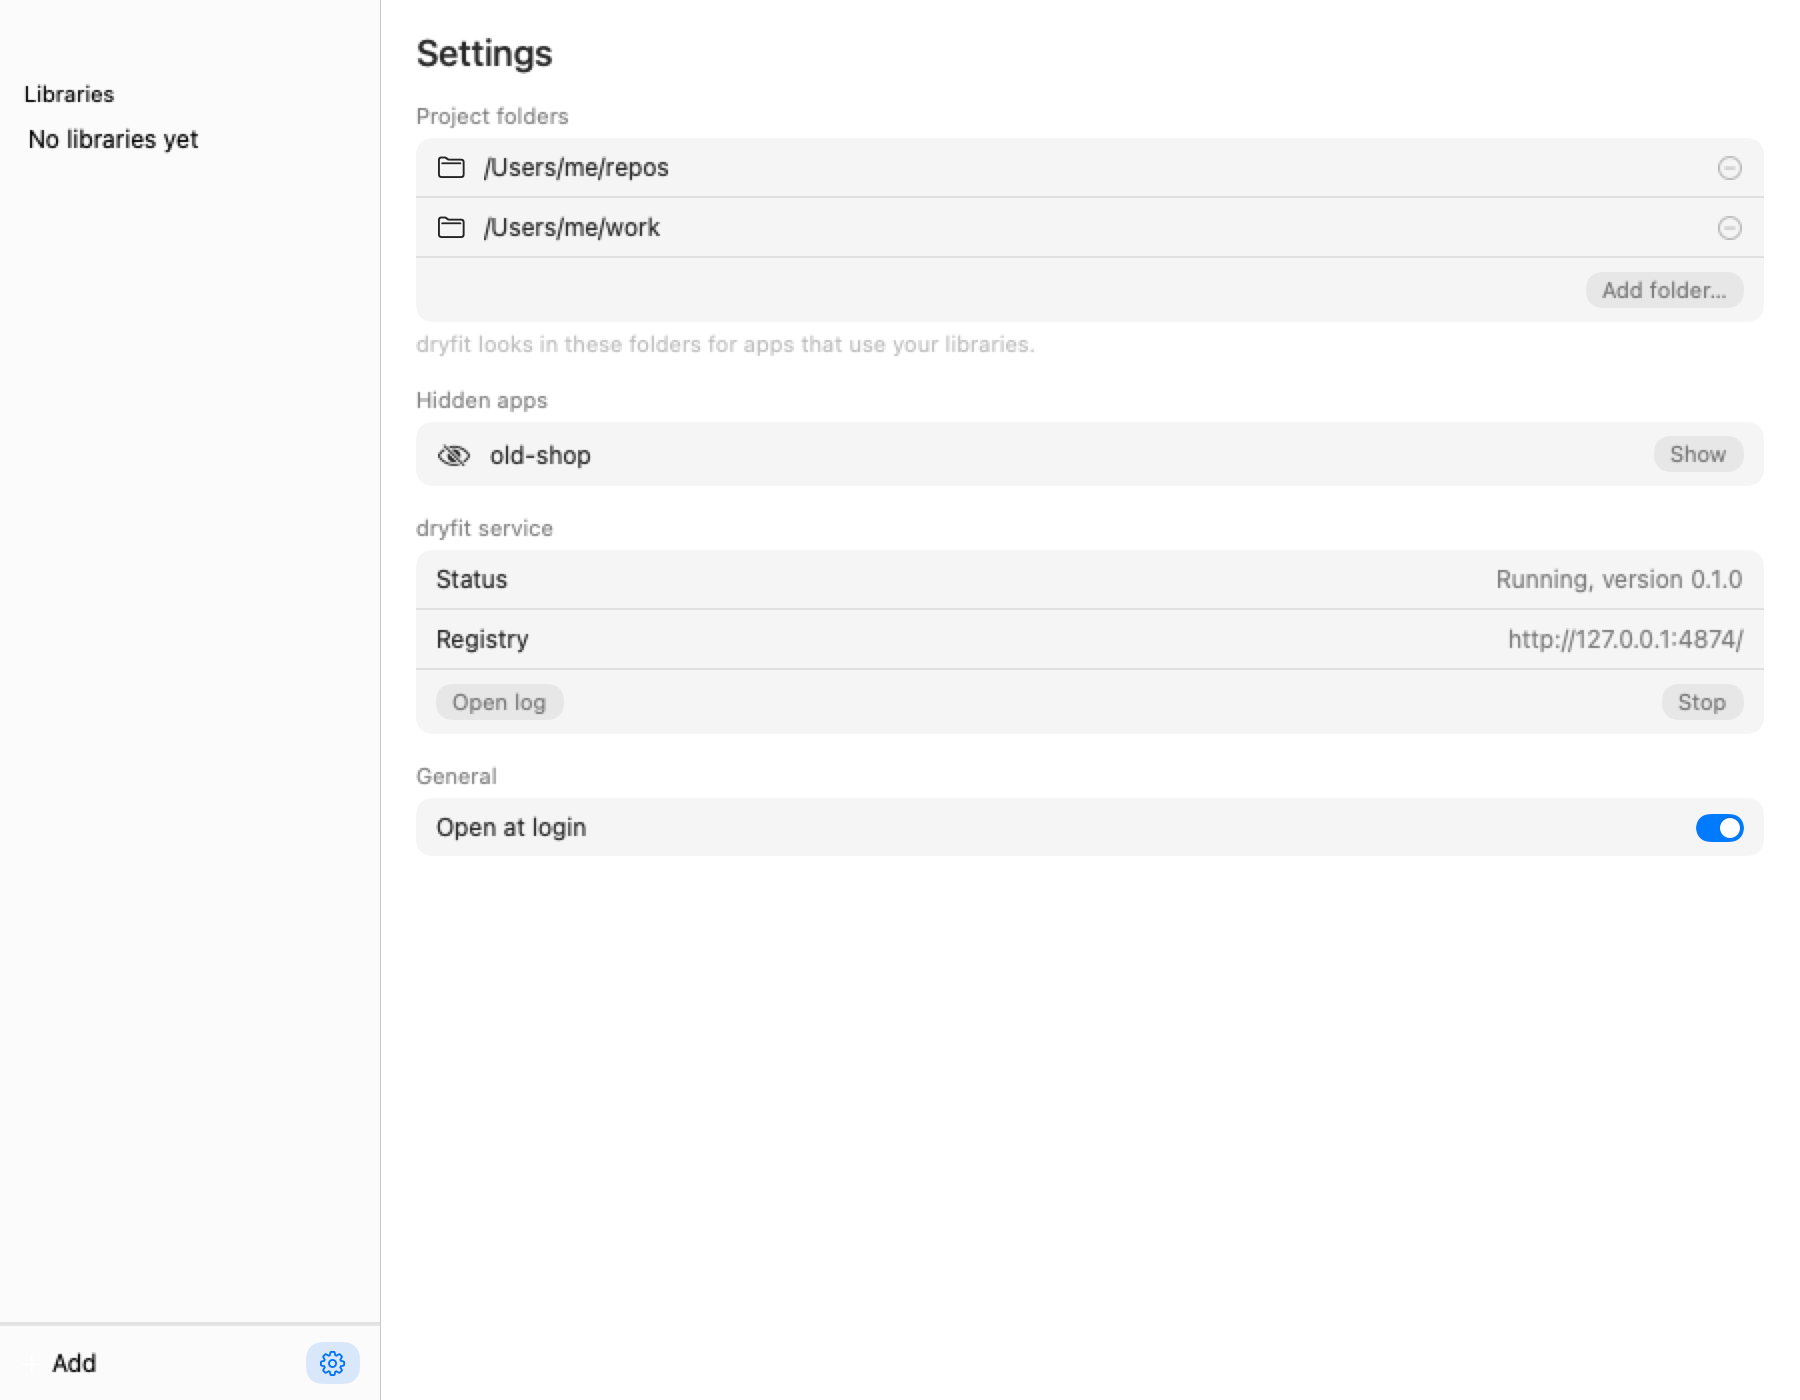 Libraries
No libraries yet
Add
Settings
Project folders
/Users/me/repos
/Users/me/work
Add folder...
dryfit looks in these folders for apps that use your libraries.
Hidden apps
old-shop
Show
dryfit service
Status
Running, version 0.1.0
Registry
http://127.0.0.1:4874/
Open log
Stop
General
Open at login